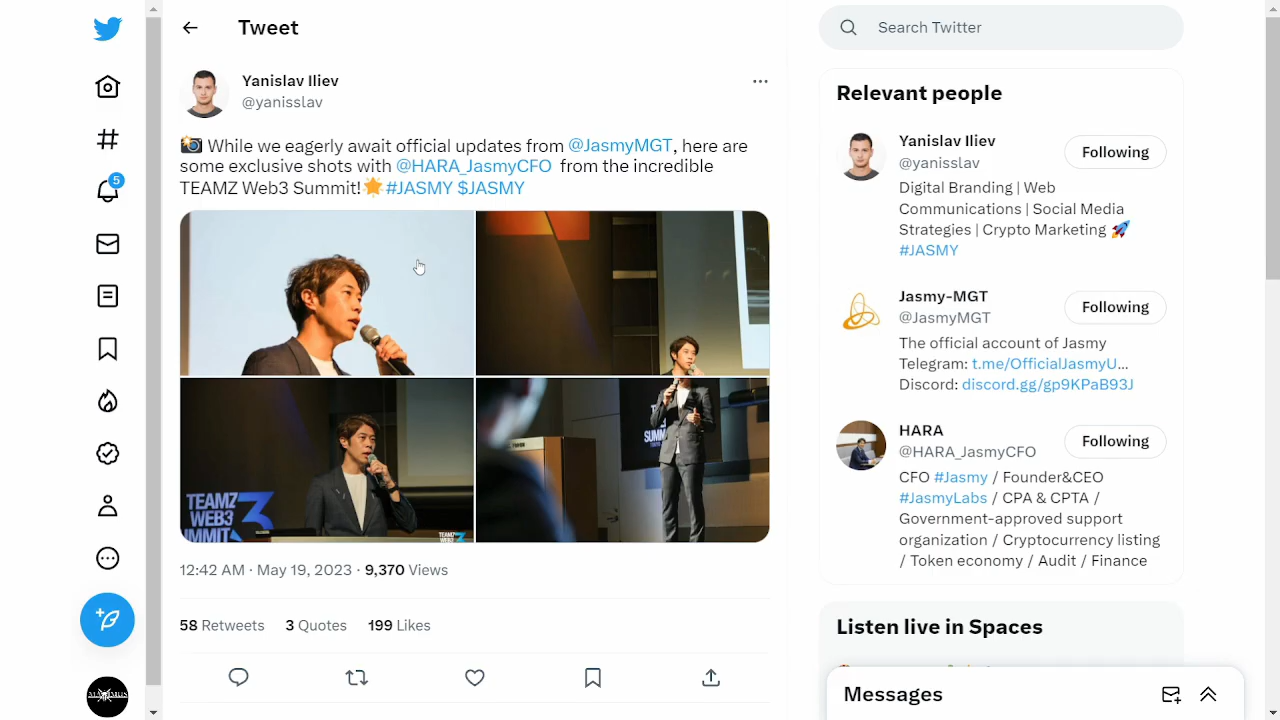 Tweet
Search Twitter
Yanislav Iliev
@yanisslav
📸 While we eagerly await official updates from @JasmyMGT, here are
some exclusive shots with @HARA_JasmyCFO from the incredible
TEAMZ Web3 Summit!🌟#JASMY $JASMY
SUMM
TEAMZ
WEB3
UMMIT
3
TEAMZ
12:42 AM · May 19, 2023 · 9,370 Views
58 Retweets 3 Quotes 199 Likes
5
Relevant people
Yanislav Iliev
@yanisslav
Following
Digital Branding | Web
Communications | Social Media
Strategies | Crypto Marketing 🚀
#JASMY
Jasmy-MGT
@JasmyMGT
Following
The official account of Jasmy
Telegram: t.me/OfficialJasmyU...
Discord: discord.gg/gp9KPaB93J
HARA
@HARA_JasmyCFO
Following
CFO #Jasmy / Founder&CEO
#JasmyLabs / CPA & CPTA /
Government-approved support
organization / Cryptocurrency listing
/ Token economy / Audit / Finance
Listen live in Spaces
Messages